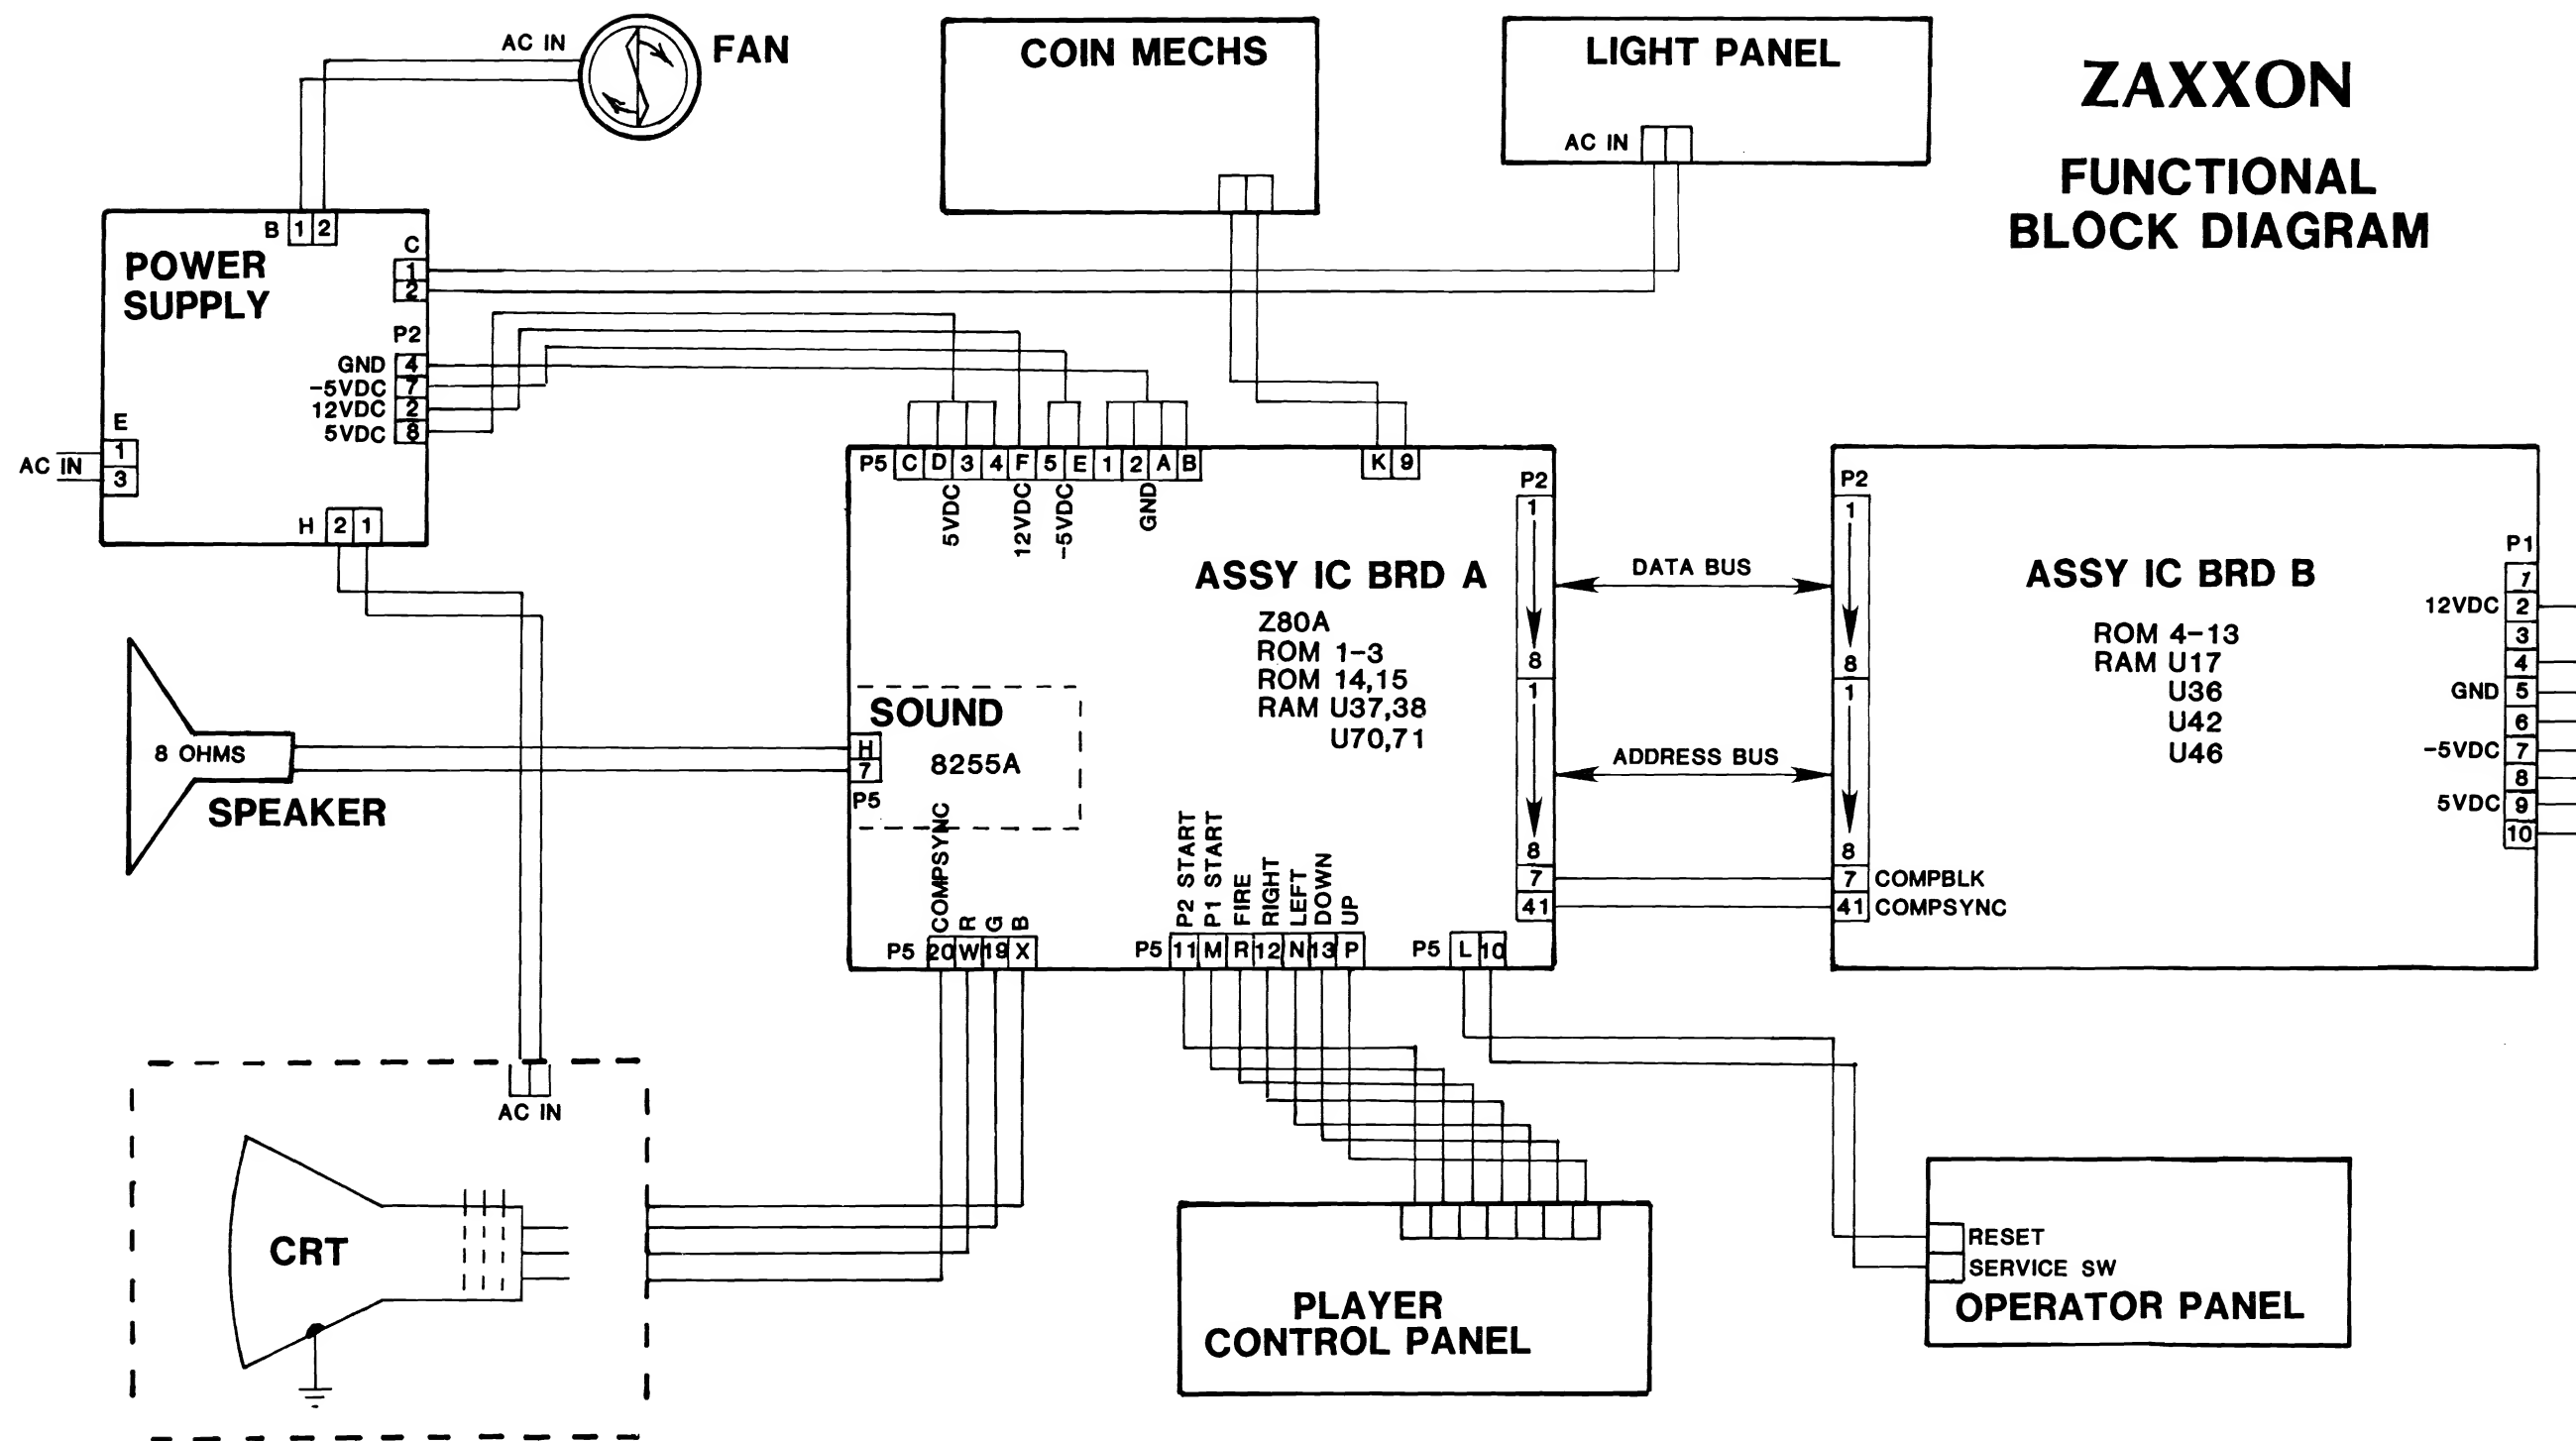 AC IN
FAN
COIN MECHS
LIGHT PANEL
AC IN
ZAXXON
FUNCTIONAL
BLOCK DIAGRAM
B 1 2
POWER
SUPPLY
C
1
2
P2
GND 4
-5VDC 7
12VDC 2
5VDC 8
E
1
3
AC IN
H 2 1
P5 C D 3 4 F 5 E 1 2 A B
K 9
5VDC
12VDC
-5VDC
GND
ASSY IC BRD A
Z80A
ROM 1-3
ROM 14,15
RAM U37,38
U70,71
P2
1
8
1
8
7
41
DATA BUS
ADDRESS BUS
P2
1
8
1
8
7 COMPBLK
41 COMPSYNC
ASSY IC BRD B
ROM 4-13
RAM U17
U36
U42
U46
P1
1
12VDC 2
3
4
GND 5
6
-5VDC 7
8
5VDC 9
10
8 OHMS
SPEAKER
SOUND
8255A
H
7
P5
COMPSYNC
R
G
B
P5 20 W 19 X
P2 START
P1 START
FIRE
RIGHT
LEFT
DOWN
UP
P5 11 M R 12 N 13 P
P5 L 10
AC IN
CRT
PLAYER
CONTROL PANEL
RESET
SERVICE SW
OPERATOR PANEL